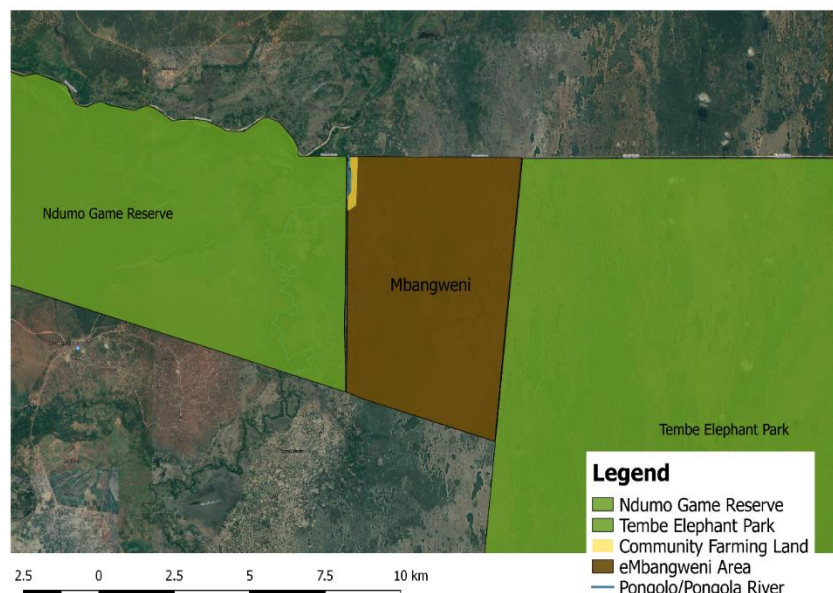 Ndumo Game Reserve
Mbangweni
Tembe Elephant Park
Legend
Ndumo Game Reserve
Tembe Elephant Park
Community Farming Land
eMbangweni Area
Pongolo/Pongola River
2.5 0 2.5 5 7.5 10 km